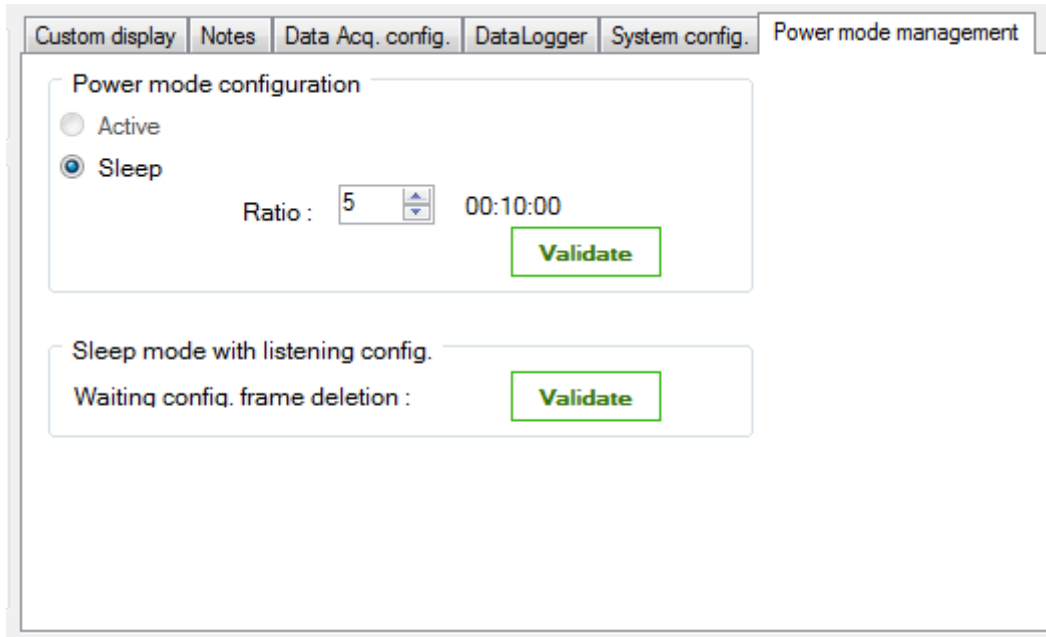 Custom display Notes Data Acq. config. DataLogger System config. Power mode management
Power mode configuration
Active
Sleep
Ratio : 5 00:10:00
Validate
Sleep mode with listening config.
Waiting config. frame deletion : Validate